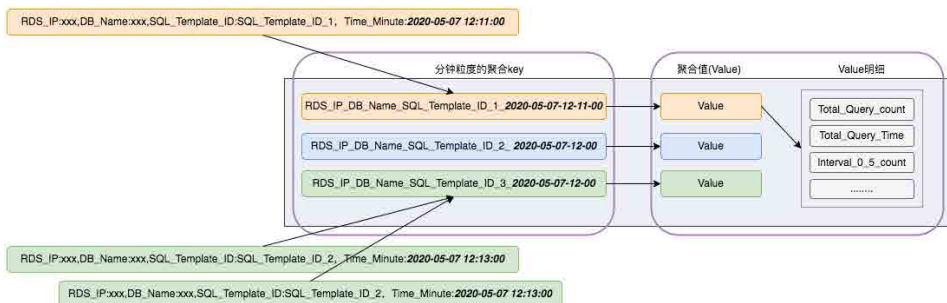 RDS_IP:xxx,DB_Name:xxx,SQL_Template_ID:SQL_Template_ID_1, Time_Minute:2020-05-07 12:11:00
分钟粒度的聚合key
聚合值(Value)
Value明细
RDS_IP_DB_Name_SQL_Template_ID_1_2020-05-07-12-11-00
Value
Total_Query_count
RDS_IP_DB_Name_SQL_Template_ID_2_2020-05-07-12-00
Value
Total_Query_Time
Interval_0_5_count
RDS_IP_DB_Name_SQL_Template_ID_3_2020-05-07-12-00
Value
........
RDS_IP:xxx,DB_Name:xxx,SQL_Template_ID:SQL_Template_ID_2, Time_Minute:2020-05-07 12:13:00
RDS_IP:xxx,DB_Name:xxx,SQL_Template_ID:SQL_Template_ID_2, Time_Minute:2020-05-07 12:13:00